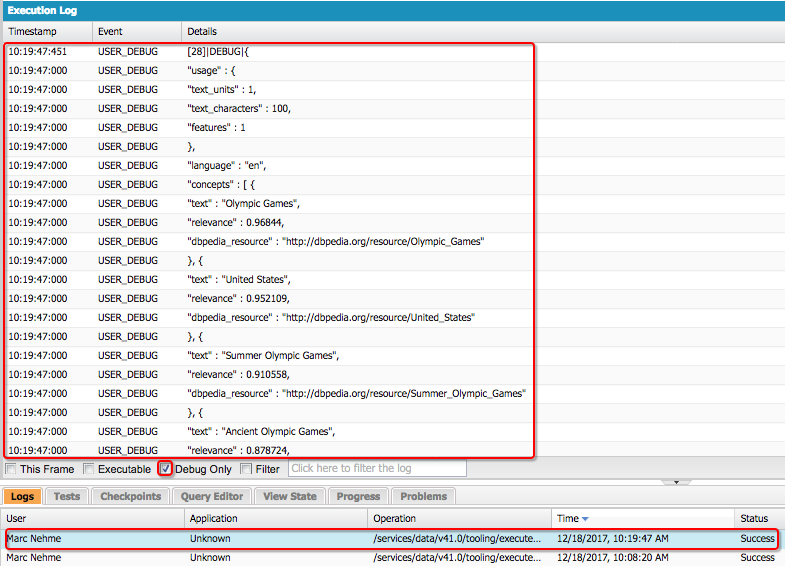 Execution Log
Timestamp Event Details
10:19:47:451 USER_DEBUG [28]|DEBUG|{
10:19:47:000 USER_DEBUG "usage" : {
10:19:47:000 USER_DEBUG "text_units" : 1,
10:19:47:000 USER_DEBUG "text_characters" : 100,
10:19:47:000 USER_DEBUG "features" : 1
10:19:47:000 USER_DEBUG },
10:19:47:000 USER_DEBUG "language" : "en",
10:19:47:000 USER_DEBUG "concepts" : [ {
10:19:47:000 USER_DEBUG "text" : "Olympic Games",
10:19:47:000 USER_DEBUG "relevance" : 0.96844,
10:19:47:000 USER_DEBUG "dbpedia_resource" : "http://dbpedia.org/resource/Olympic_Games"
10:19:47:000 USER_DEBUG }, {
10:19:47:000 USER_DEBUG "text" : "United States",
10:19:47:000 USER_DEBUG "relevance" : 0.952109,
10:19:47:000 USER_DEBUG "dbpedia_resource" : "http://dbpedia.org/resource/United_States"
10:19:47:000 USER_DEBUG }, {
10:19:47:000 USER_DEBUG "text" : "Summer Olympic Games",
10:19:47:000 USER_DEBUG "relevance" : 0.910558,
10:19:47:000 USER_DEBUG "dbpedia_resource" : "http://dbpedia.org/resource/Summer_Olympic_Games"
10:19:47:000 USER_DEBUG }, {
10:19:47:000 USER_DEBUG "text" : "Ancient Olympic Games",
10:19:47:000 USER_DEBUG "relevance" : 0.878724,
This Frame Executable Debug Only Filter Click here to filter the log
Logs Tests Checkpoints Query Editor View State Progress Problems
User Application Operation Time Status
Marc Nehme Unknown /services/data/v41.0/tooling/execute... 12/18/2017, 10:19:47 AM Success
Marc Nehme Unknown /services/data/v41.0/tooling/execute... 12/18/2017, 10:08:20 AM Success